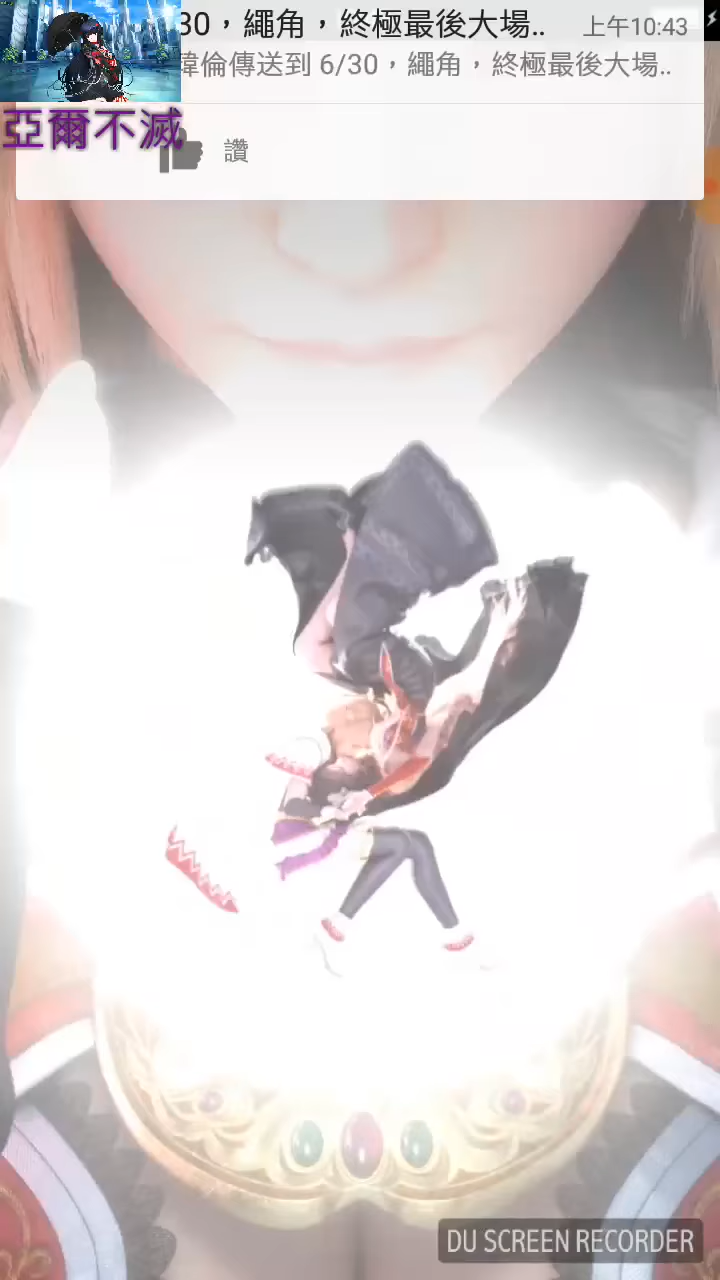 30，繩角，終極最後大場..
上午10:43
偉倫傳送到 6/30，繩角，終極最後大場..
亞爾不滅
讚
DU SCREEN RECORDER